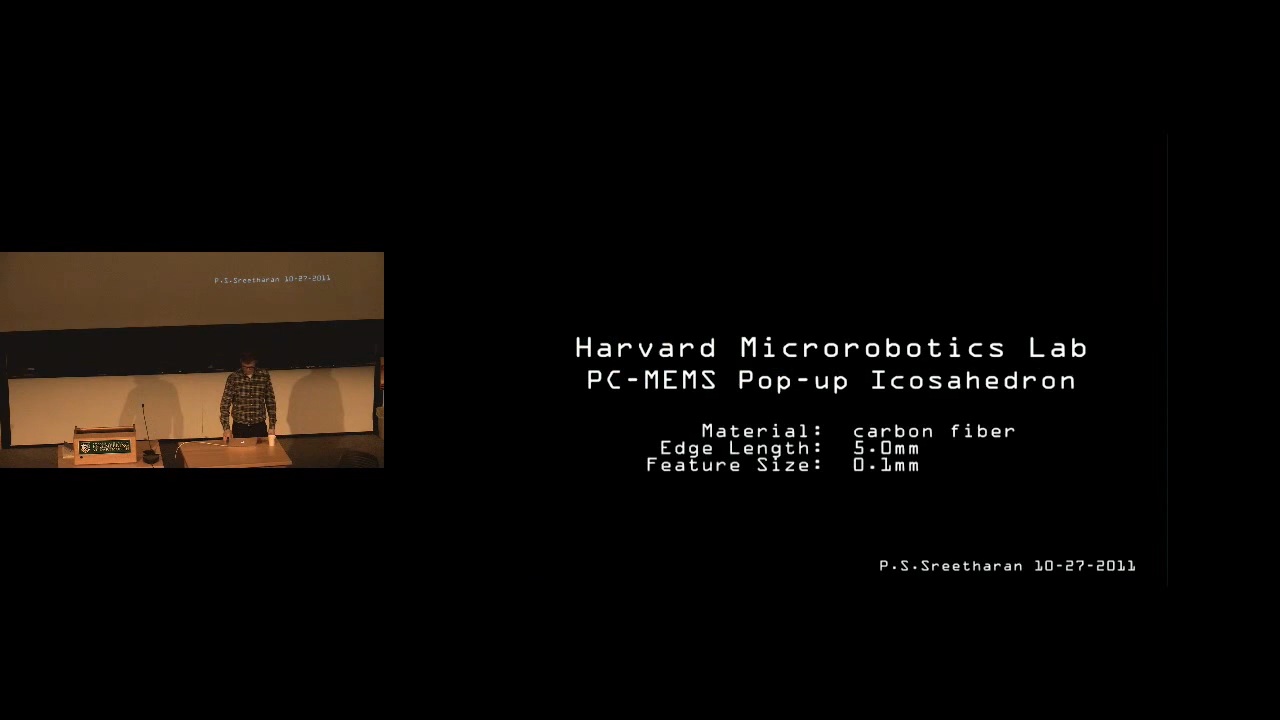 P.S.Sreetharan 10-27-2011
Harvard Microrobotics Lab
PC-MEMS Pop-up Icosahedron
Material: carbon fiber
Edge Length: 5.0mm
Feature Size: 0.1mm
P.S.Sreetharan 10-27-2011